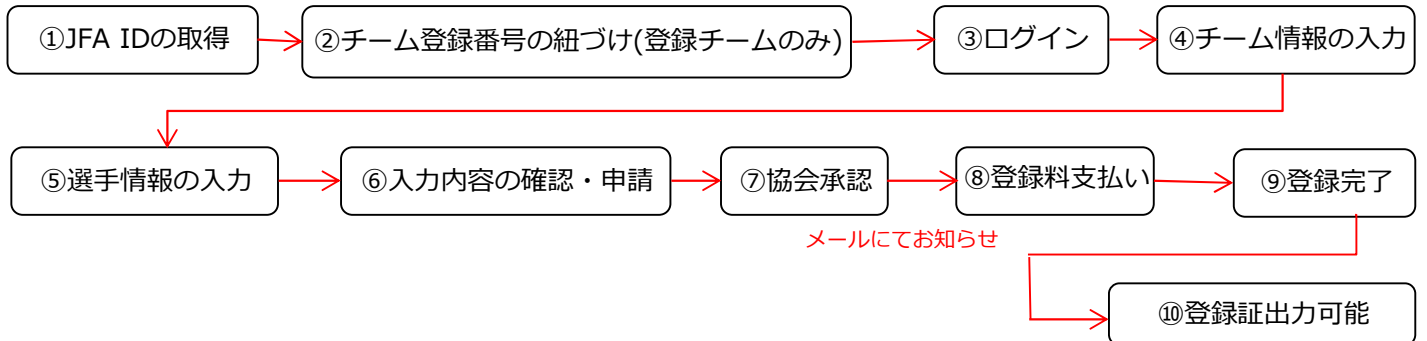 ①JFA IDの取得
②チーム登録番号の紐づけ(登録チームのみ)
③ログイン
④チーム情報の入力
⑤選手情報の入力
⑥入力内容の確認・申請
⑦協会承認
⑧登録料支払い
⑨登録完了
メールにてお知らせ
⑩登録証出力可能